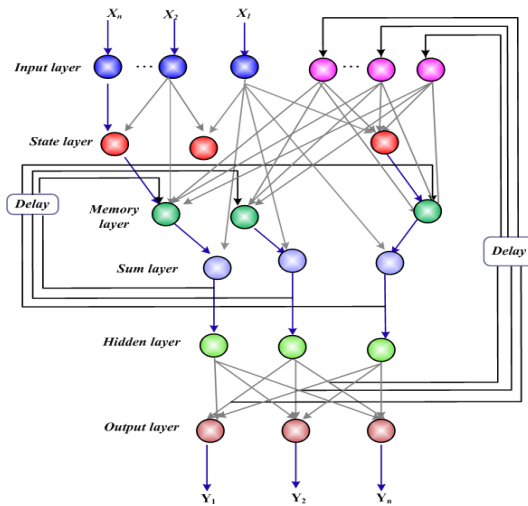 Xn X2 X1
Input layer ... ...
State layer
Delay
Memory layer
Delay
Sum layer
Hidden layer
Output layer
Y1 Y2 Yn